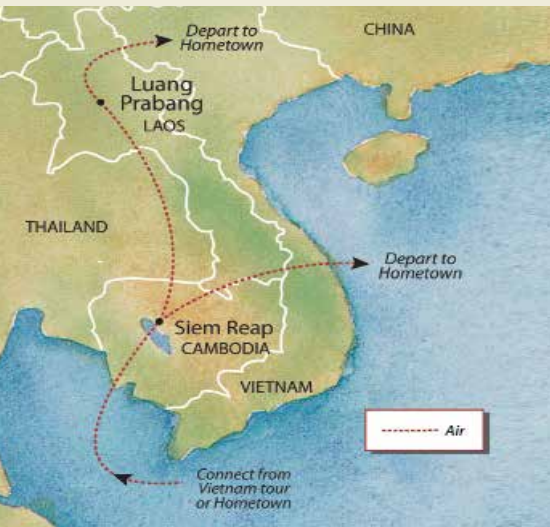 Depart to
Hometown
CHINA
Luang
Prabang
LAOS
THAILAND
Depart to
Hometown
Siem Reap
CAMBODIA
VIETNAM
Air
Connect from
Vietnam tour
or Hometown